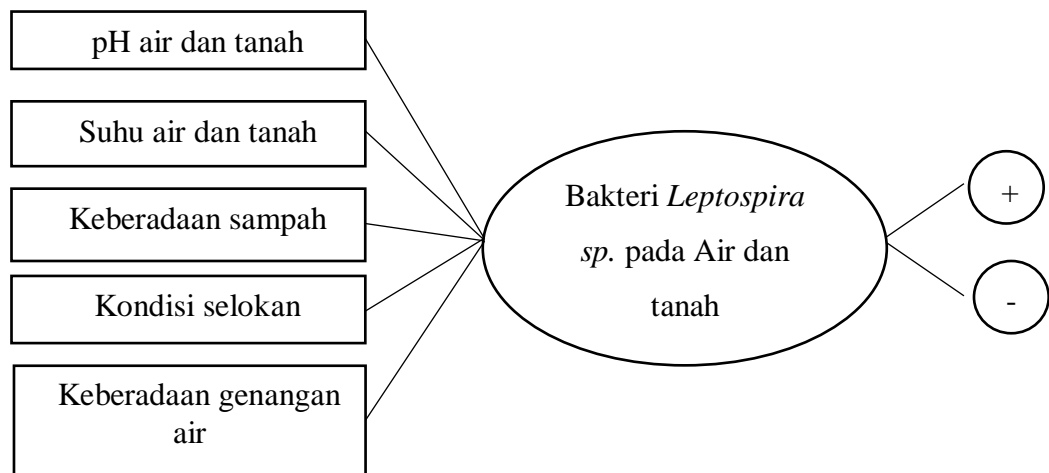 pH air dan tanah
Suhu air dan tanah
Keberadaan sampah
Kondisi selokan
Keberadaan genangan
air
Bakteri Leptospira
sp. pada Air dan
tanah
+
-